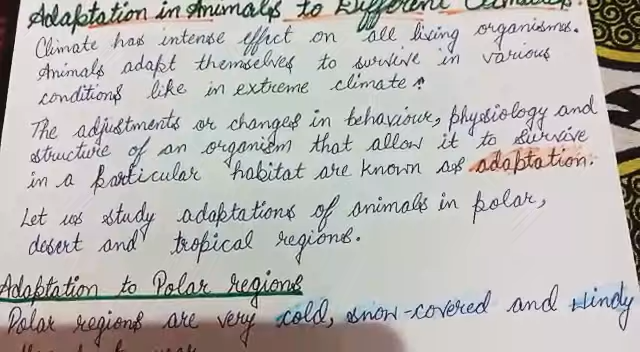 Adaptation in Animals to Different Climates.
Climate has intense effect on all living organisms.
Animals adapt themselves to survive in various
conditions like in extreme climate.
The adjustments or changes in behaviour, physiology and
structure of an organism that allow it to survive
in a particular habitat are known as adaptation.
Let us study adaptations of animals in polar,
desert and tropical regions.
Adaptation to Polar regions
Polar regions are very cold, snow-covered and windy